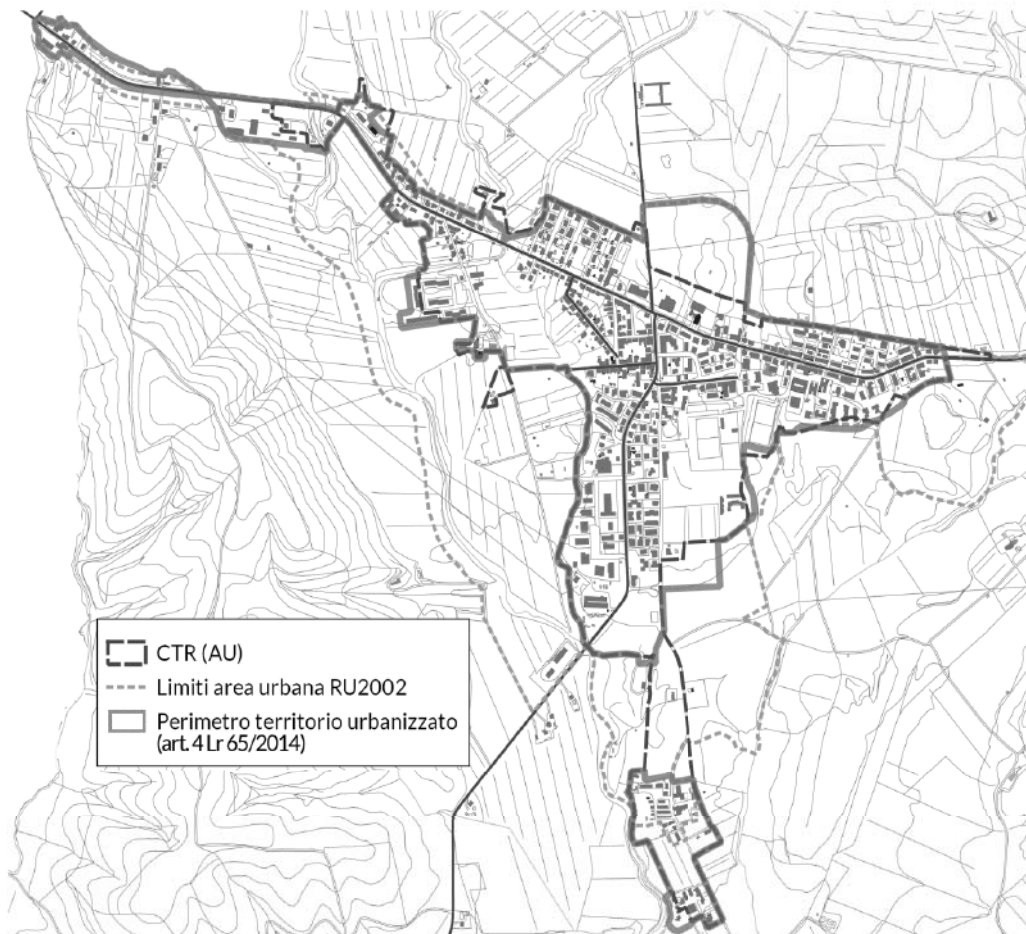 CTR (AU)
Limiti area urbana RU2002
Perimetro territorio urbanizzato
(art. 4 Lr 65/2014)